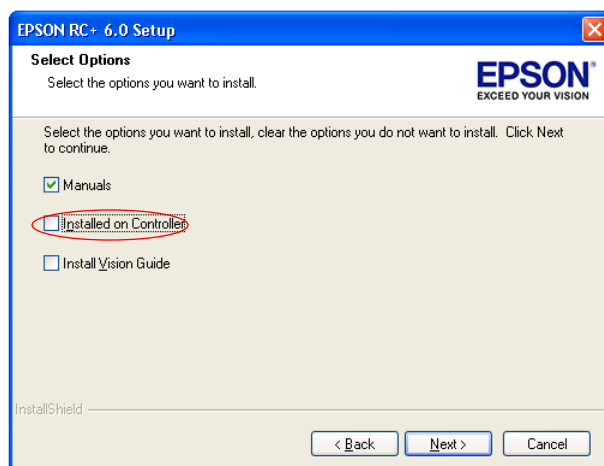 EPSON RC+ 6.0 Setup
Select Options
Select the options you want to install.
EPSON®
EXCEED YOUR VISION
Select the options you want to install, clear the options you do not want to install. Click Next
to continue.
Manuals
Installed on Controller
Install Vision Guide
InstallShield
< Back
Next >
Cancel